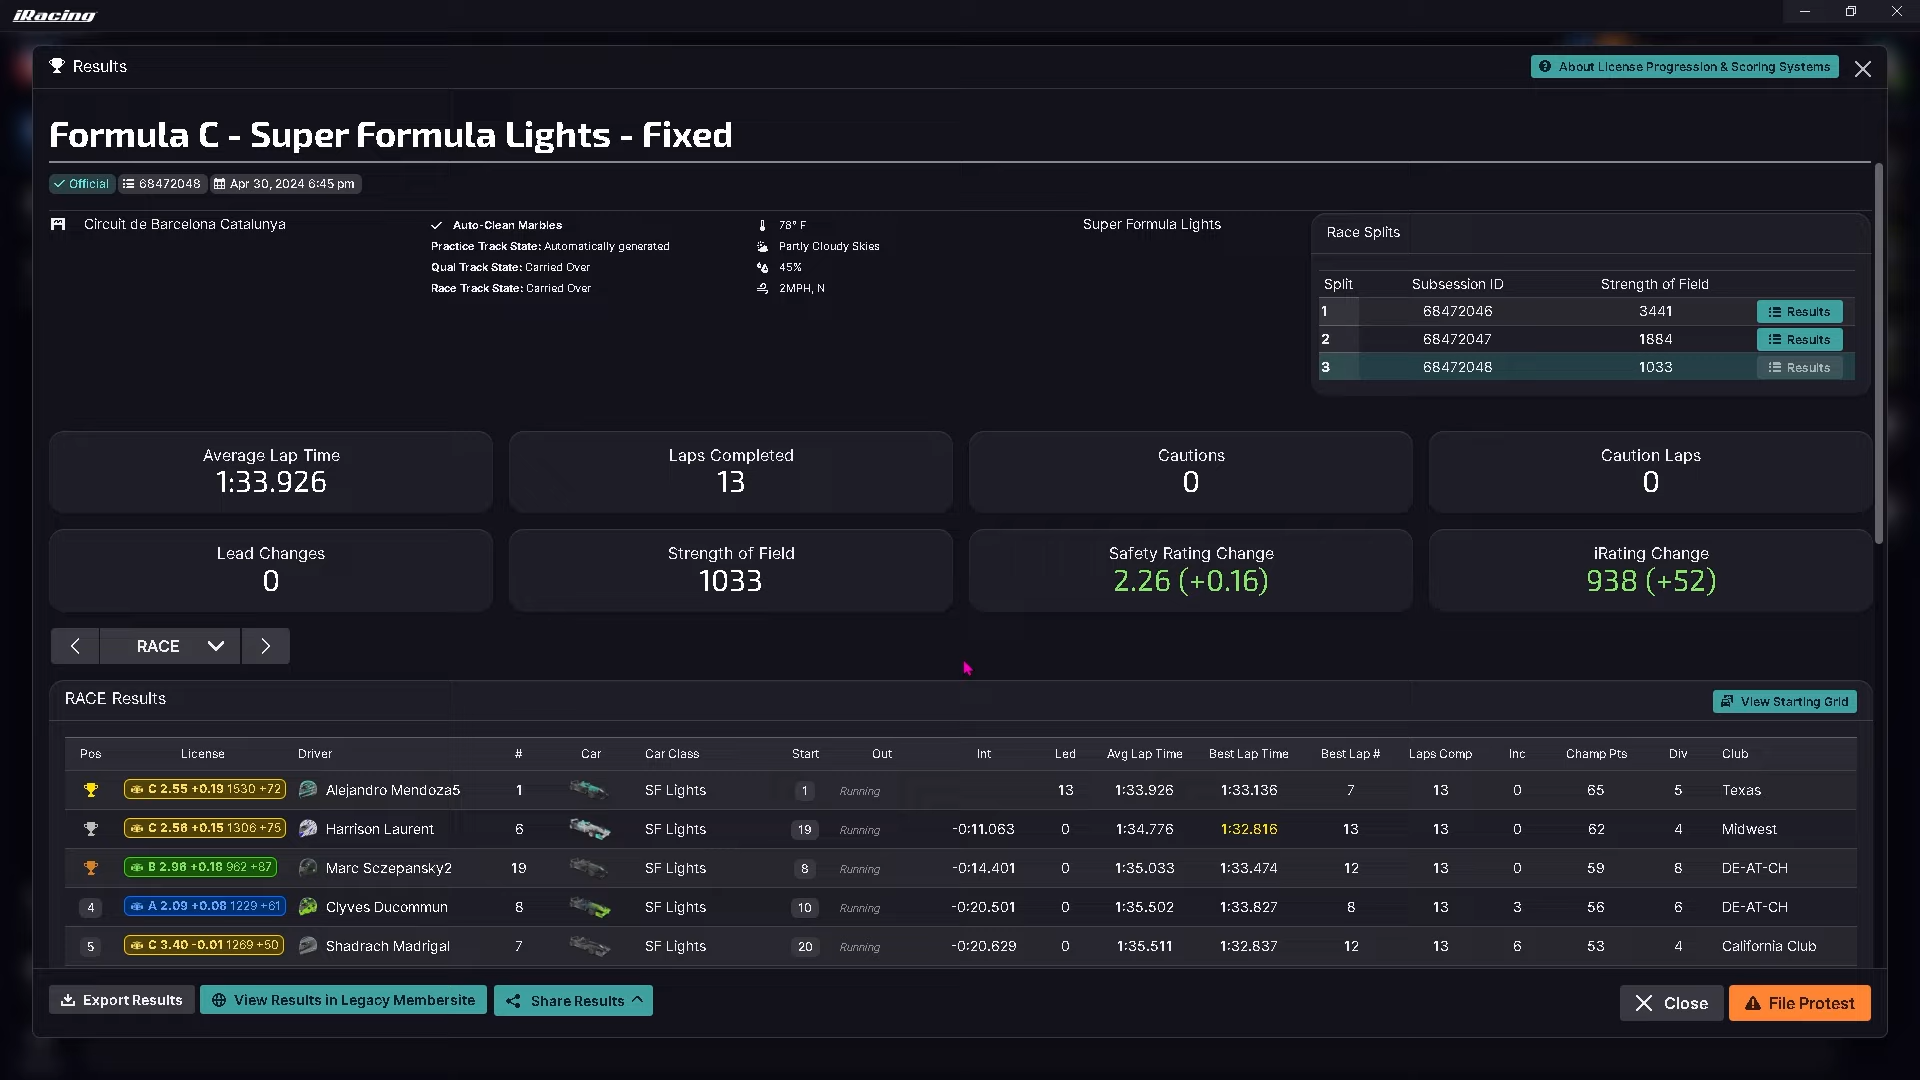 iRacing
Results
About License Progression & Scoring Systems
Formula C - Super Formula Lights - Fixed
Official
68472048
Apr 30, 2024 6:45 pm
Circuit de Barcelona Catalunya
Auto-Clean Marbles
Practice Track State: Automatically generated
Qual Track State: Carried Over
Race Track State: Carried Over
78° F
Partly Cloudy Skies
45%
2MPH, N
Super Formula Lights
Race Splits
Split Subsession ID Strength of Field
1 68472046 3441 Results
2 68472047 1884 Results
3 68472048 1033 Results
Average Lap Time
1:33.926
Laps Completed
13
Cautions
0
Caution Laps
0
Lead Changes
0
Strength of Field
1033
Safety Rating Change
2.26 (+0.16)
iRating Change
938 (+52)
RACE
RACE Results
View Starting Grid
Pos License Driver # Car Car Class Start Out Int Led Avg Lap Time Best Lap Time Best Lap # Laps Comp Inc Champ Pts Div Club
C 2.55 +0.19 1530 +72 Alejandro Mendoza5 1 SF Lights 1 Running 13 1:33.926 1:33.136 7 13 0 65 5 Texas
C 2.56 +0.15 1306 +75 Harrison Laurent 6 SF Lights 19 Running -0:11.063 0 1:34.776 1:32.816 13 13 0 62 4 Midwest
B 2.96 +0.18 962 +87 Marc Sczepansky2 19 SF Lights 8 Running -0:14.401 0 1:35.033 1:33.474 12 13 0 59 8 DE-AT-CH
4 A 2.09 +0.08 1229 +61 Clyves Ducommun 8 SF Lights 10 Running -0:20.501 0 1:35.502 1:33.827 8 13 3 56 6 DE-AT-CH
5 C 3.40 -0.01 1269 +50 Shadrach Madrigal 7 SF Lights 20 Running -0:20.629 0 1:35.511 1:32.837 12 13 6 53 4 California Club
Export Results
View Results in Legacy Membersite
Share Results
Close
File Protest